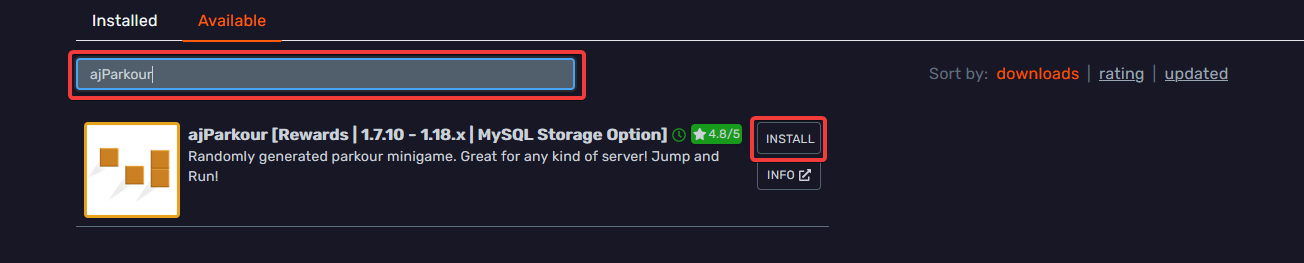 Installed Available
ajParkour
Sort by: downloads | rating | updated
ajParkour [Rewards | 1.7.10 - 1.18.x | MySQL Storage Option] 4.8/5
INSTALL
Randomly generated parkour minigame. Great for any kind of server! Jump and
Run!
INFO